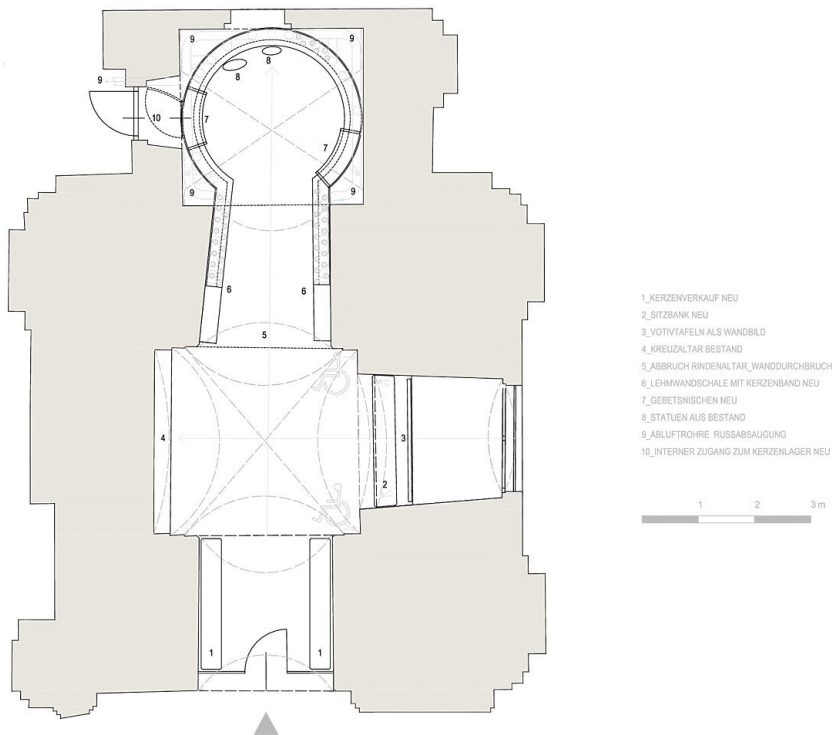 9
9
8
8
9
10
7
7
9
9
6
6
5
4
3
2
1
1
1_KERZENVERKAUF NEU
2_SITZBANK NEU
3_VOTIVTAFELN ALS WANDBILD
4_KREUZALTAR BESTAND
5_ABBRUCH RINDENALTAR_WANDDURCHBRUCH
6_LEHMWANDSCHALE MIT KERZENBAND NEU
7_GEBETSNISCHEN NEU
8_STATUEN AUS BESTAND
9_ABLUFTROHRE RUSSABSAUGUNG
10_INTERNER ZUGANG ZUM KERZENLAGER NEU
1 2 3 m